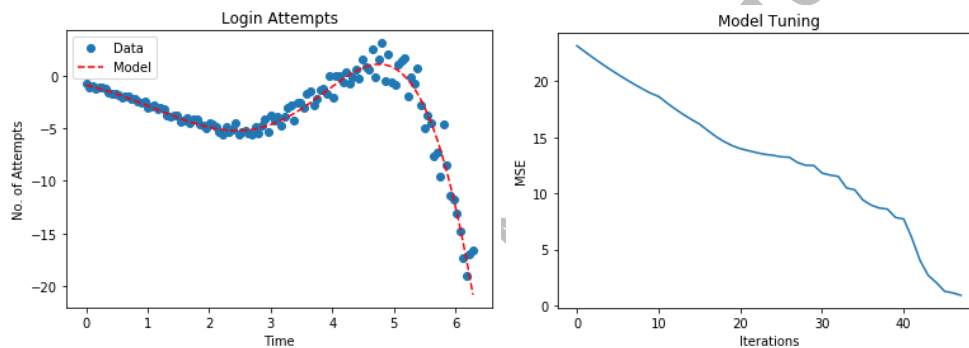 Login Attempts
Data
Model
0
−5
−10
−15
−20
No. of Attempts
0 1 2 3 4 5 6
Time
Model Tuning
20
15
10
5
0
MSE
0 10 20 30 40
Iterations